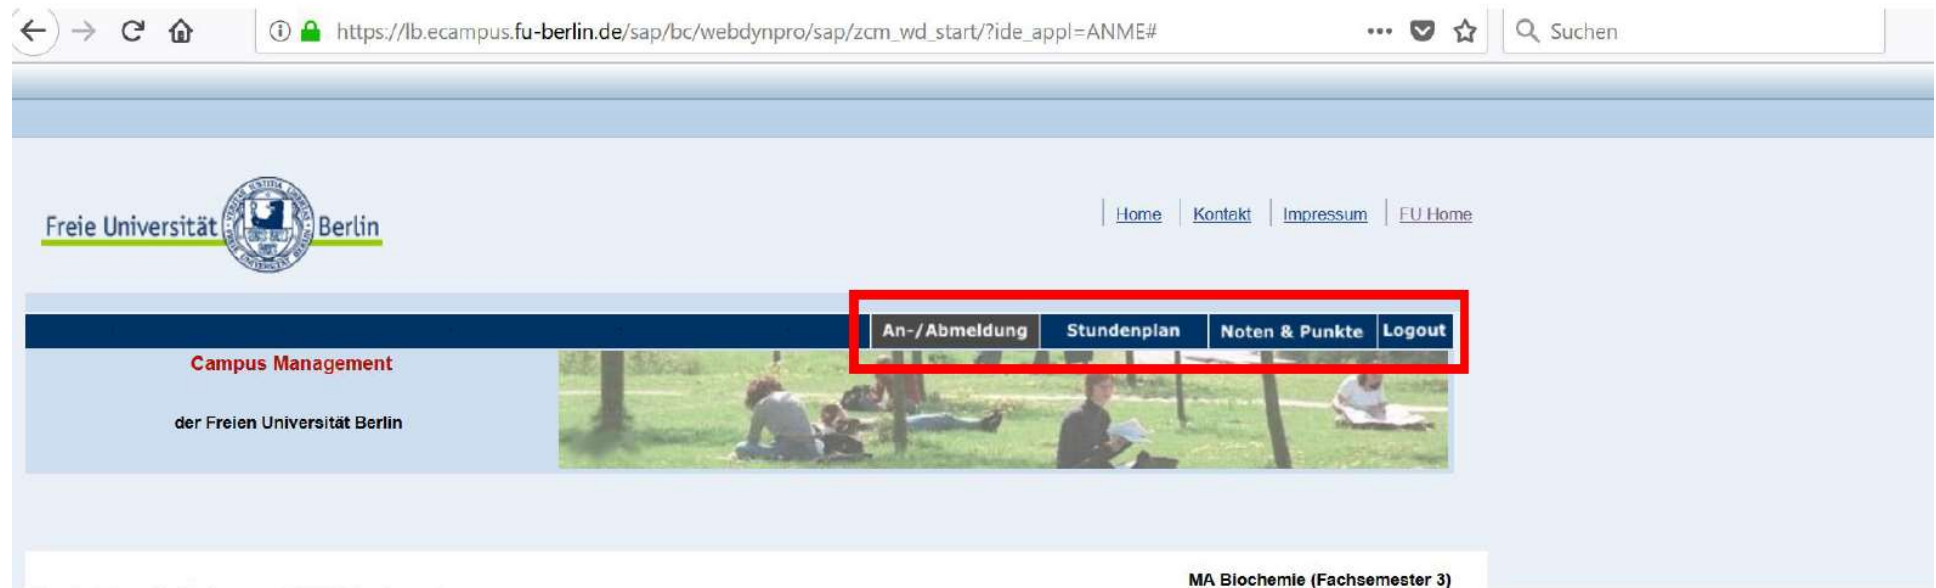 https://lb.ecampus.fu-berlin.de/sap/bc/webdynpro/sap/zcm_wd_start/?ide_appl=ANME#
Suchen
Freie Universität Berlin
Home Kontakt Impressum FU Home
An-/Abmeldung Stundenplan Noten & Punkte Logout
Campus Management
der Freien Universität Berlin
MA Biochemie (Fachsemester 3)